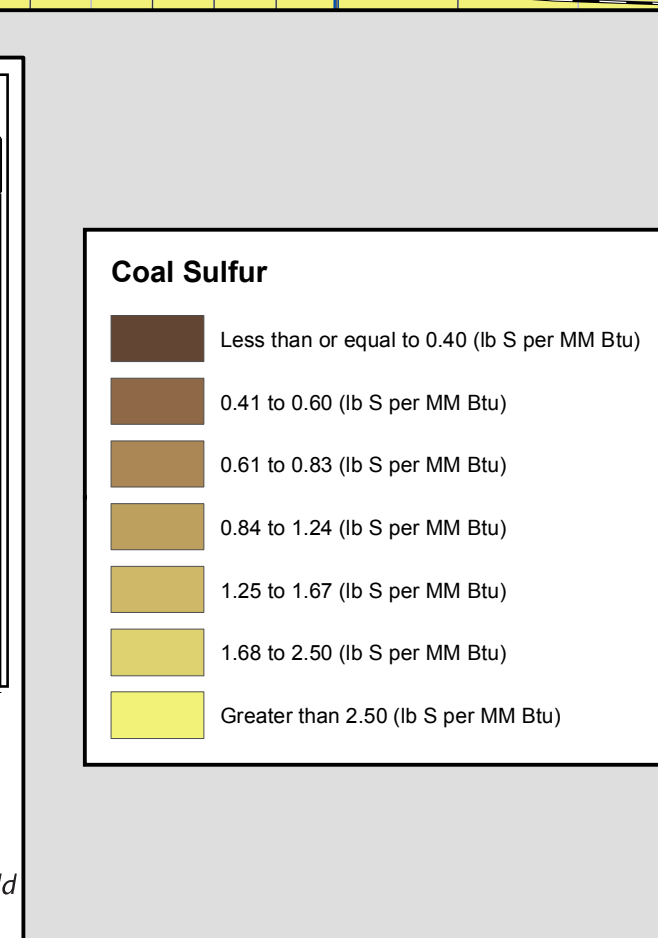 Coal Sulfur
Less than or equal to 0.40 (lb S per MM Btu)
0.41 to 0.60 (lb S per MM Btu)
0.61 to 0.83 (lb S per MM Btu)
0.84 to 1.24 (lb S per MM Btu)
1.25 to 1.67 (lb S per MM Btu)
1.68 to 2.50 (lb S per MM Btu)
Greater than 2.50 (lb S per MM Btu)